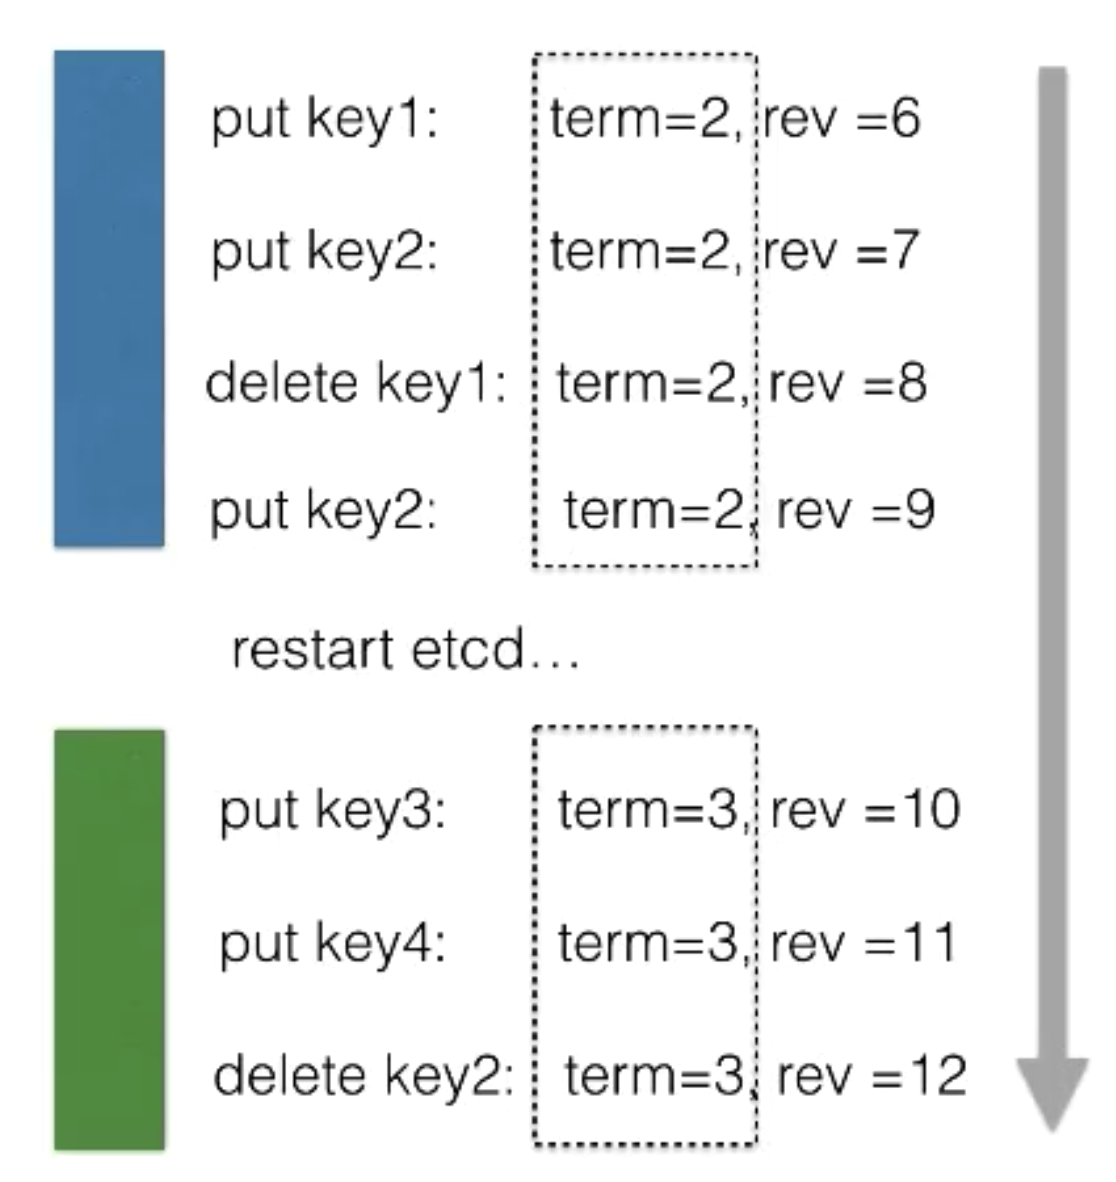 put key1: term=2, rev =6
put key2: term=2, rev =7
delete key1: term=2, rev =8
put key2: term=2, rev =9
restart etcd...
put key3: term=3, rev =10
put key4: term=3, rev =11
delete key2: term=3, rev =12